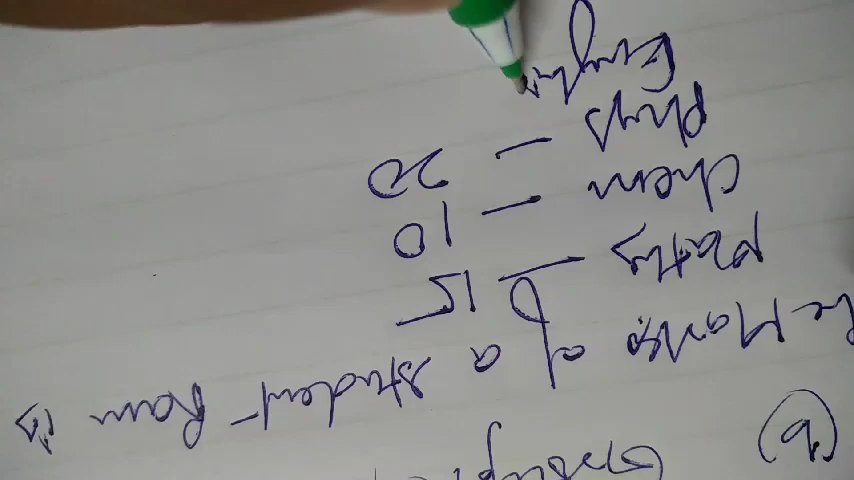 (b)
The Marks of a student Ram is
Maths — 15
Chem — 10
Phys — 20
English